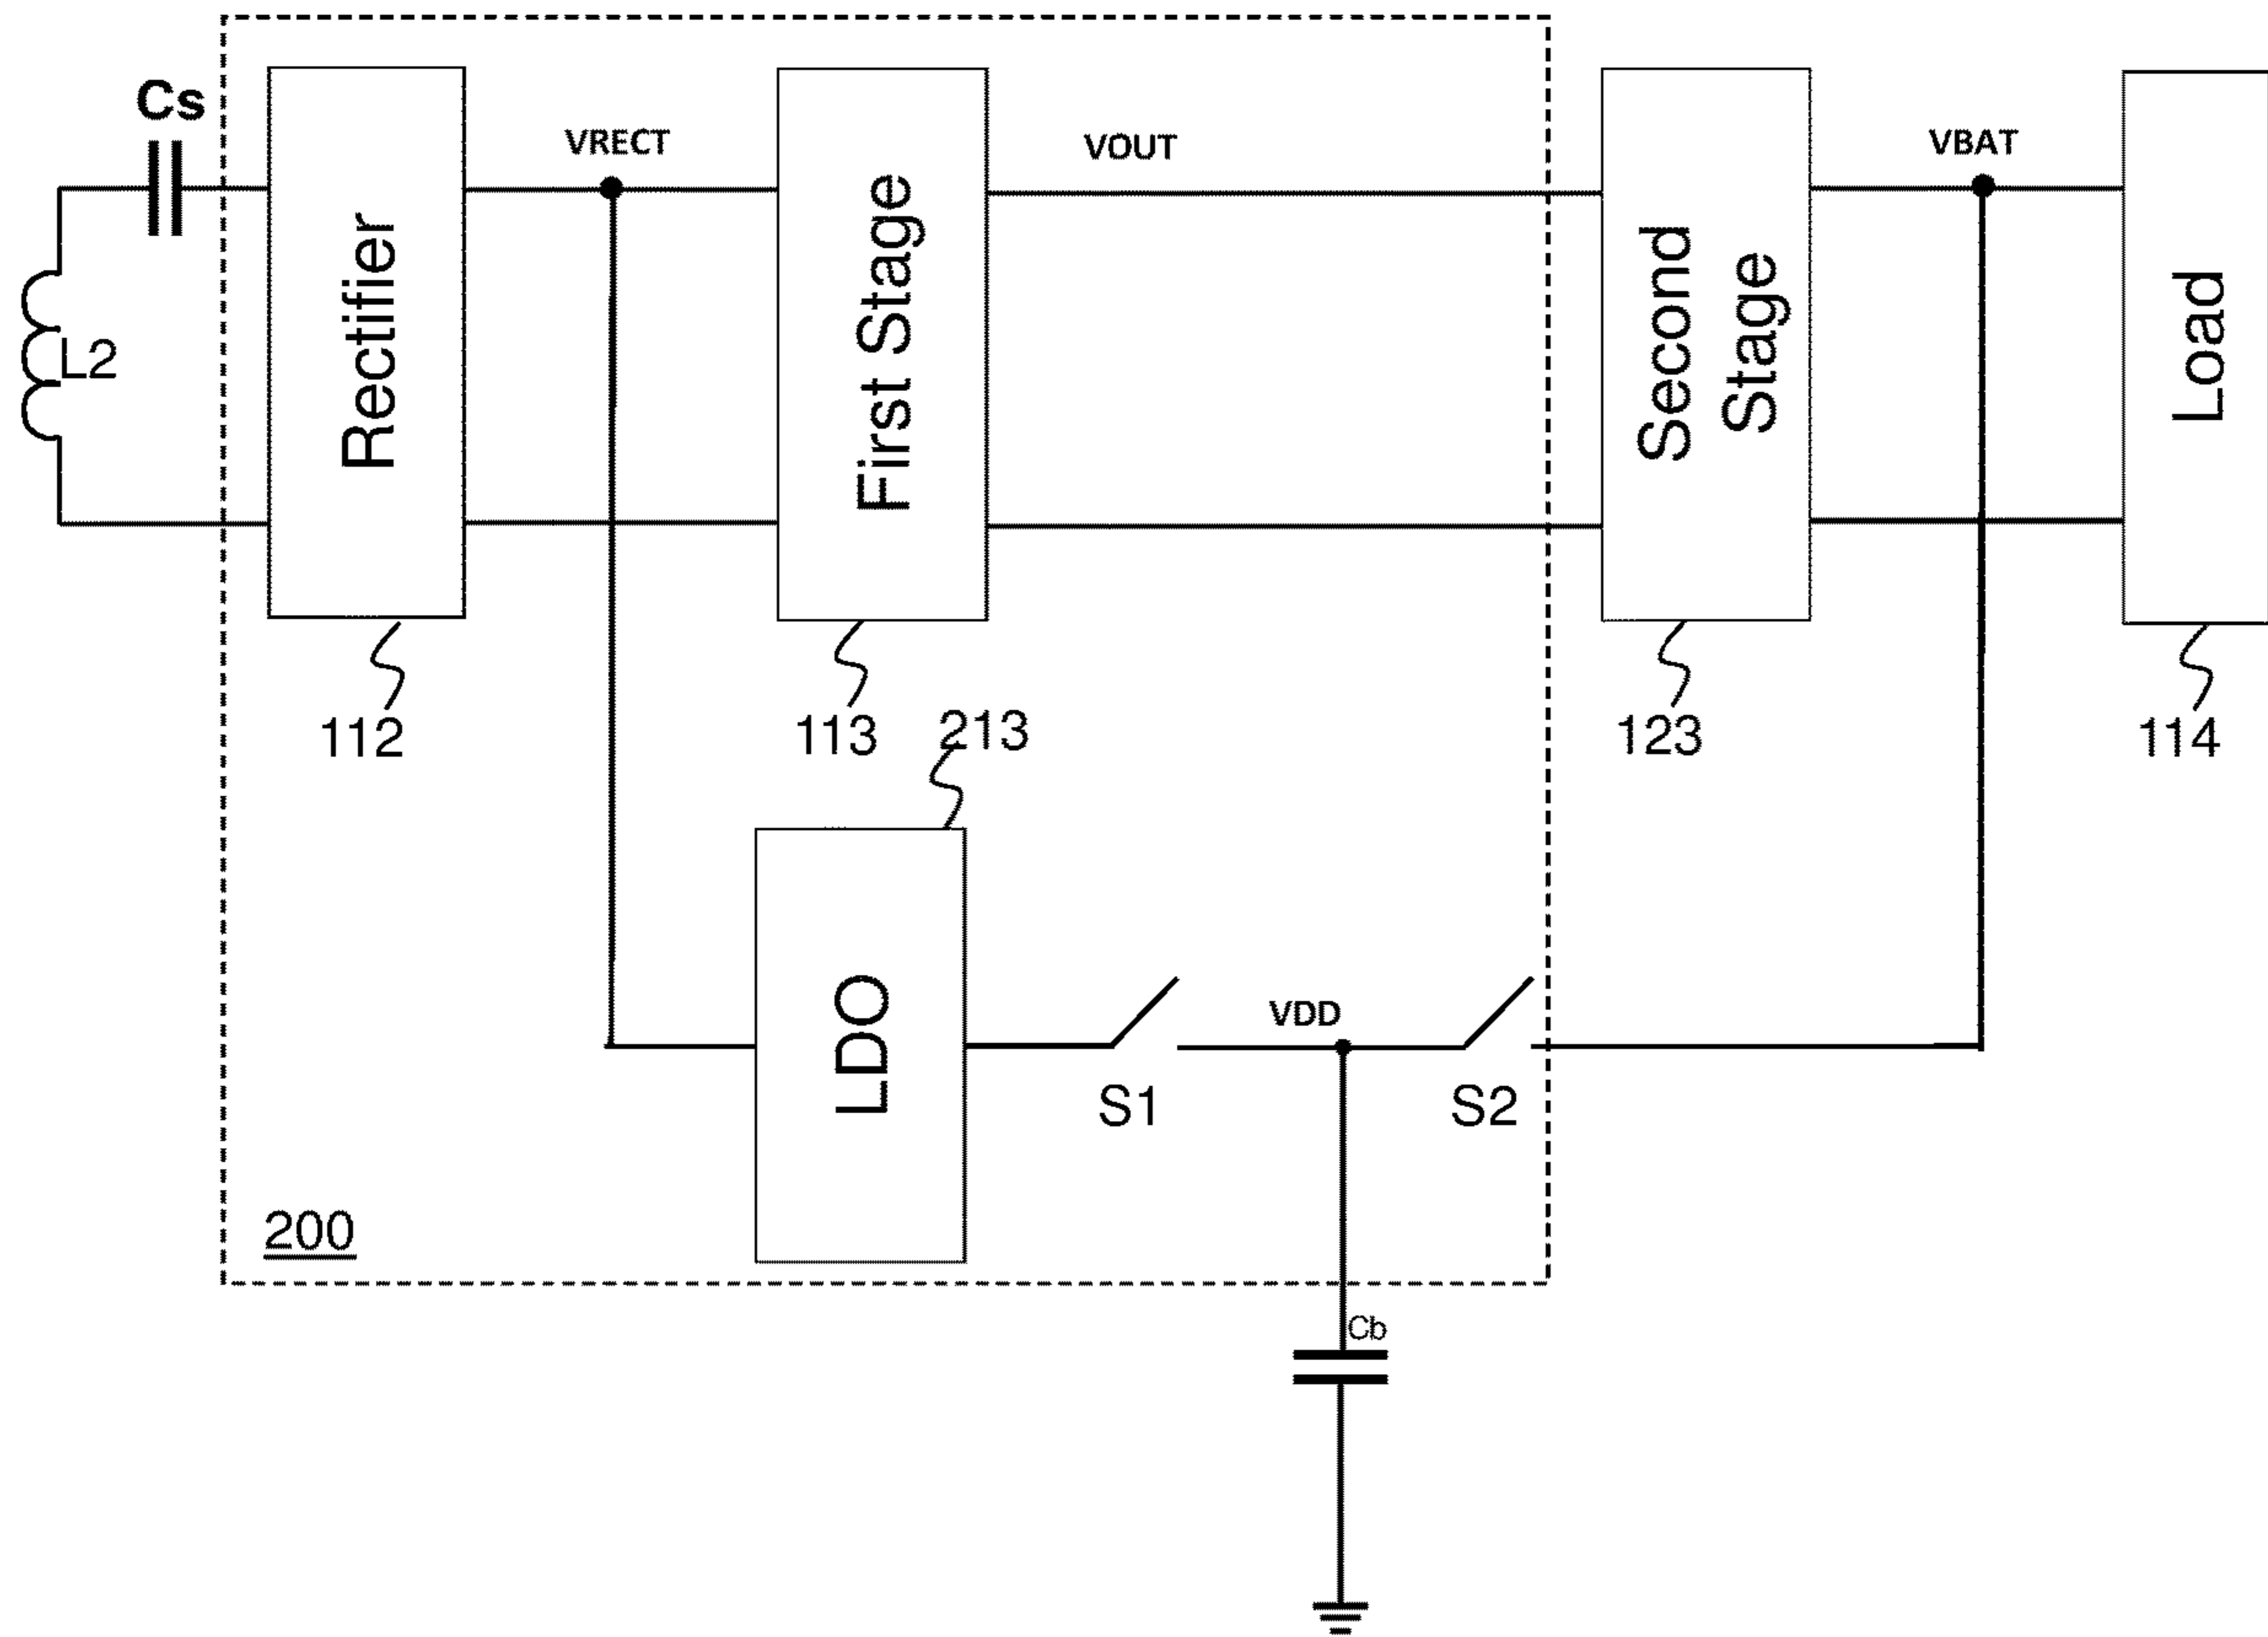 Cs
VRECT
VOUT
VBAT
L2
Rectifier
First Stage
Second
Stage
Load
112
113
213
123
114
LDO
VDD
S1
S2
200
Cb